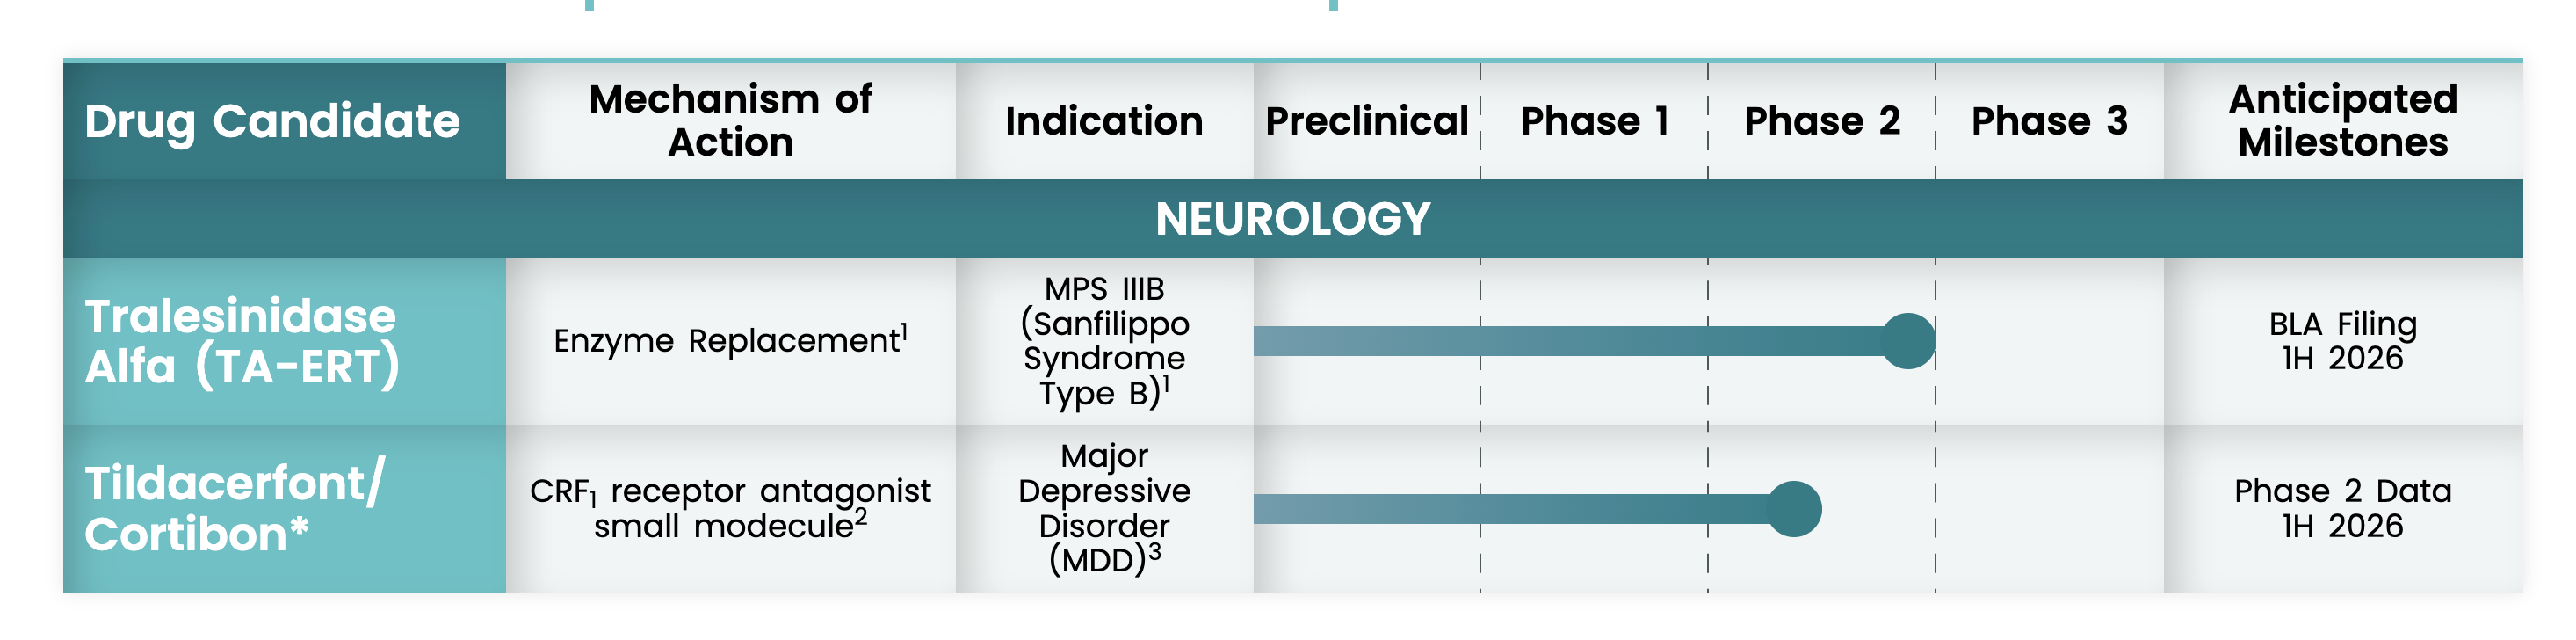 Drug Candidate
Mechanism of
Action
Indication
Preclinical
Phase 1
Phase 2
Phase 3
Anticipated
Milestones
NEUROLOGY
Tralesinidase
Alfa (TA-ERT)
Enzyme Replacement¹
MPS IIIB
(Sanfilippo
Syndrome
Type B)¹
BLA Filing
1H 2026
Tildacerfont/
Cortibon*
CRF₁ receptor antagonist
small modecule²
Major
Depressive
Disorder
(MDD)³
Phase 2 Data
1H 2026